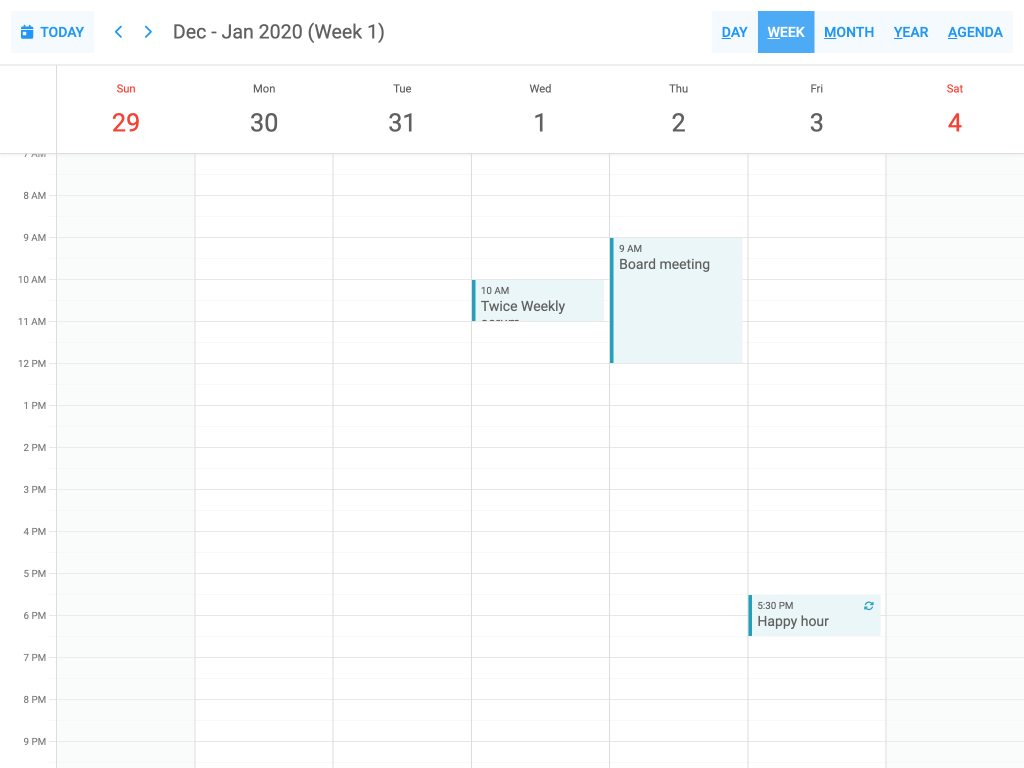 TODAY
Dec - Jan 2020 (Week 1)
DAY
WEEK
MONTH
YEAR
AGENDA
Sun
29
Mon
30
Tue
31
Wed
1
Thu
2
Fri
3
Sat
4
7 AM
8 AM
9 AM
10 AM
11 AM
12 PM
1 PM
2 PM
3 PM
4 PM
5 PM
6 PM
7 PM
8 PM
9 PM
10 AM
Twice Weekly
9 AM
Board meeting
5:30 PM
Happy hour